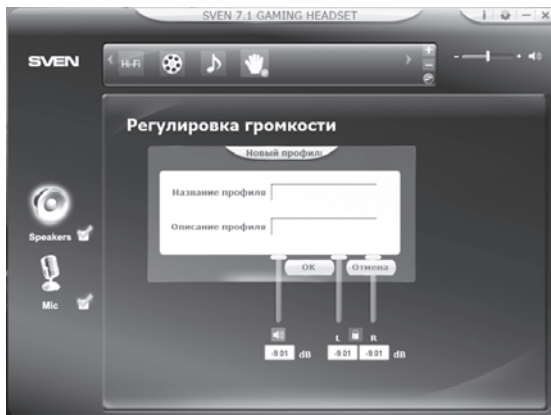 SVEN 7.1 GAMING HEADSET
SVEN
Hi-Fi
Регулировка громкости
Новый профиль
Название профиля
Описание профиля
OK Отмена
Speakers
Mic
L R
-9.01 dB -9.01 -9.01 dB